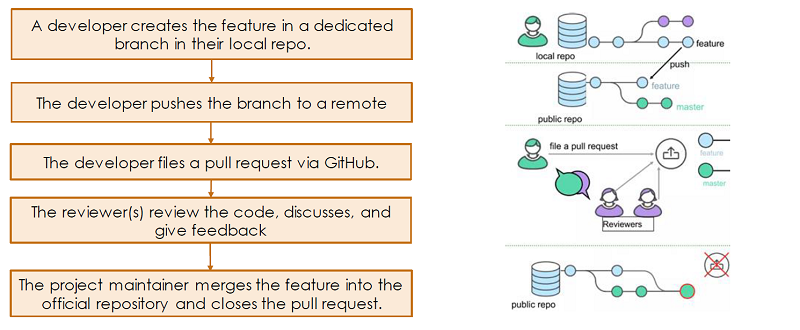 A developer creates the feature in a dedicated
branch in their local repo.
The developer pushes the branch to a remote
The developer files a pull request via GitHub.
The reviewer(s) review the code, discusses, and
give feedback
The project maintainer merges the feature into the
official repository and closes the pull request.
local repo
feature
push
feature
master
public repo
file a pull request
feature
master
Reviewers
public repo